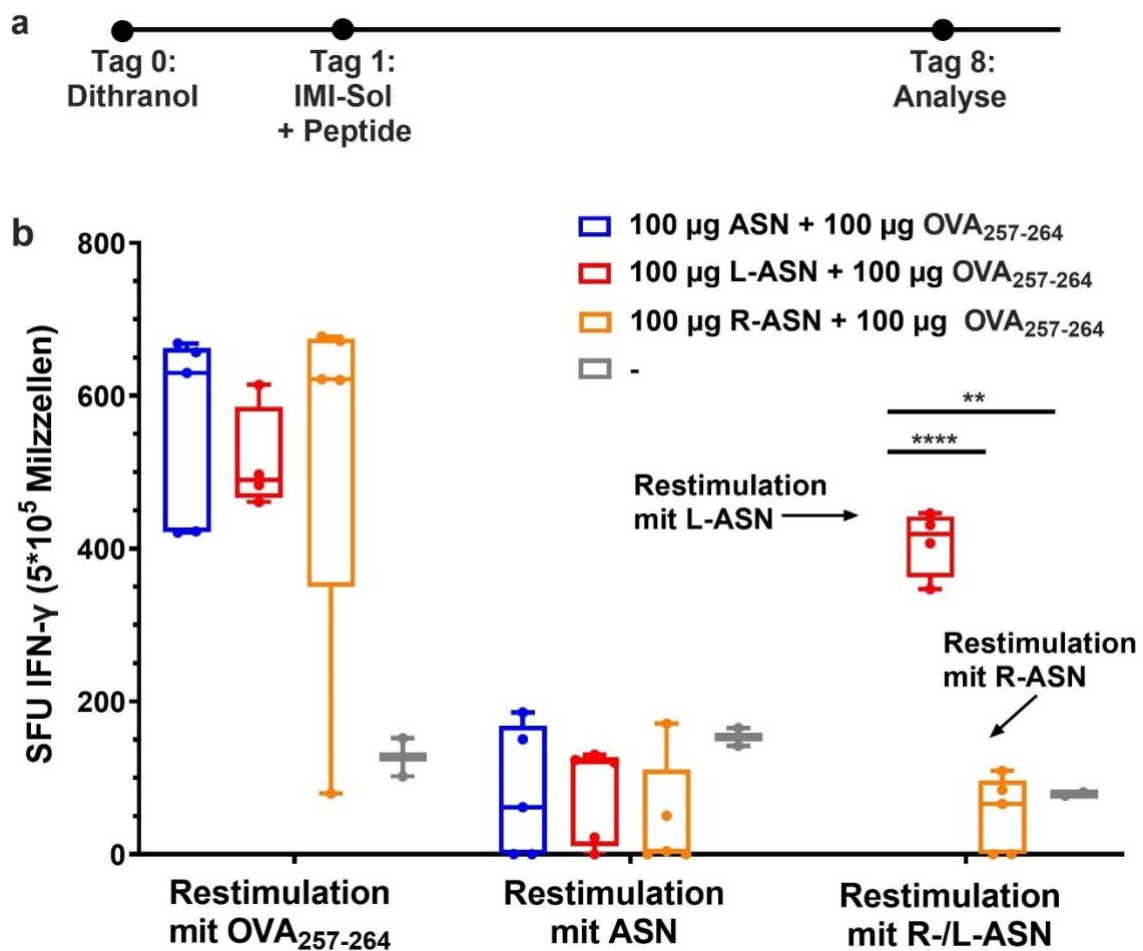 a
Tag 0:
Dithranol
Tag 1:
IMI-Sol
+ Peptide
Tag 8:
Analyse
b
100 µg ASN + 100 µg OVA257-264
100 µg L-ASN + 100 µg OVA257-264
100 µg R-ASN + 100 µg OVA257-264
-
SFU IFN-γ (5*10^5 Milzzellen)
800
600
400
200
0
**
****
Restimulation
mit L-ASN
Restimulation
mit R-ASN
Restimulation
mit OVA257-264
Restimulation
mit ASN
Restimulation
mit R-/L-ASN